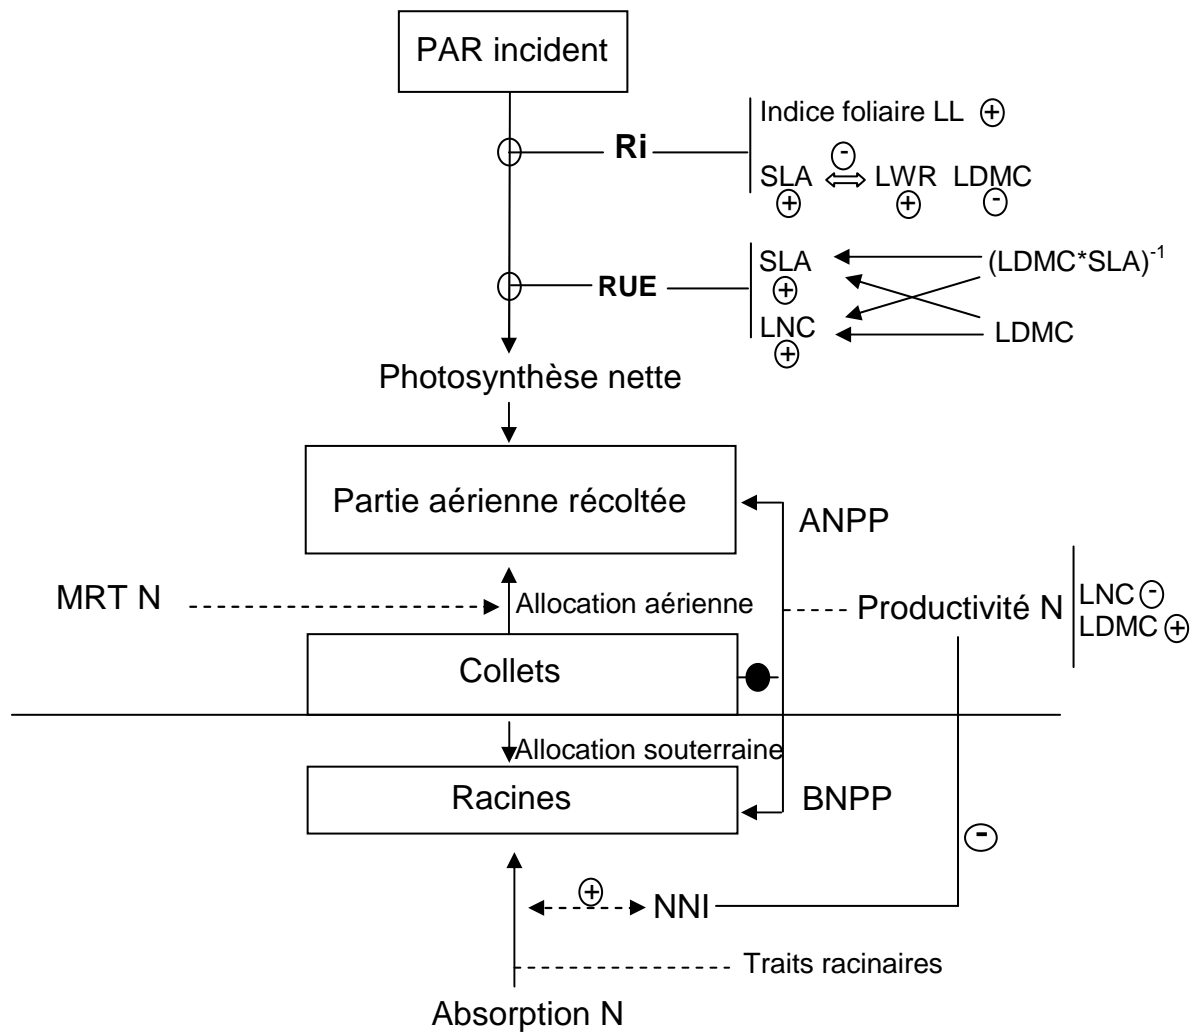 PAR incident
Indice foliaire LL +
Ri
-
SLA LWR LDMC
+ + -
SLA (LDMC*SLA)-1
RUE
+
LNC LDMC
+
Photosynthèse nette
Partie aérienne récoltée
ANPP
MRT N
Allocation aérienne
Productivité N
LNC -
LDMC +
Collets
Allocation souterraine
Racines
BNPP
-
+
NNI
Traits racinaires
Absorption N